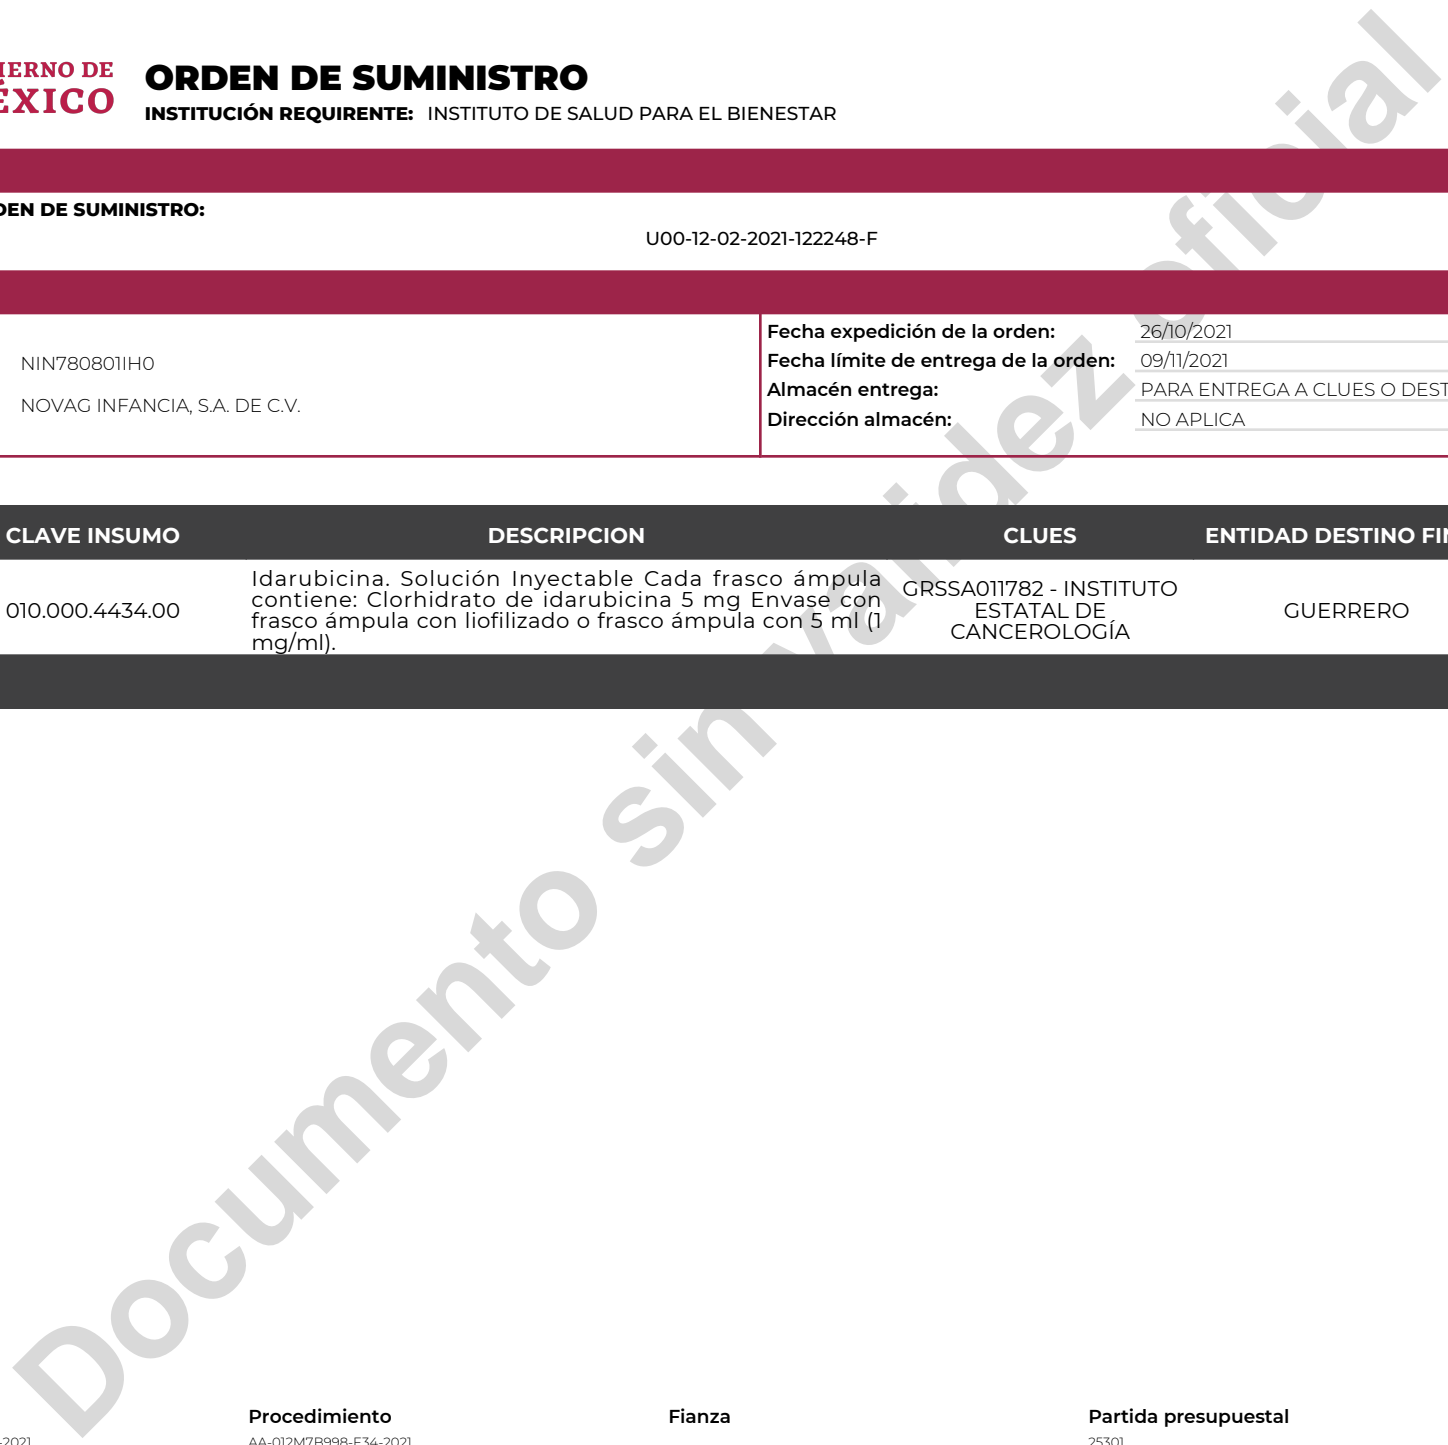 IERNO DE
ÉXICO
ORDEN DE SUMINISTRO
INSTITUCIÓN REQUIRENTE: INSTITUTO DE SALUD PARA EL BIENESTAR
DEN DE SUMINISTRO:
U00-12-02-2021-122248-F
NIN780801IH0
NOVAG INFANCIA, S.A. DE C.V.
Fecha expedición de la orden: 26/10/2021
Fecha límite de entrega de la orden: 09/11/2021
Almacén entrega: PARA ENTREGA A CLUES O DEST
Dirección almacén: NO APLICA
CLAVE INSUMO DESCRIPCION CLUES ENTIDAD DESTINO FIN
010.000.4434.00
Idarubicina. Solución Inyectable Cada frasco ámpula
contiene: Clorhidrato de idarubicina 5 mg Envase con
frasco ámpula con liofilizado o frasco ámpula con 5 ml (1
mg/ml).
GRSSA011782 - INSTITUTO
ESTATAL DE
CANCEROLOGÍA
GUERRERO
Documento sin validez oficial
Procedimiento Fianza Partida presupuestal
-2021 AA-012M7B998-E34-2021 25301